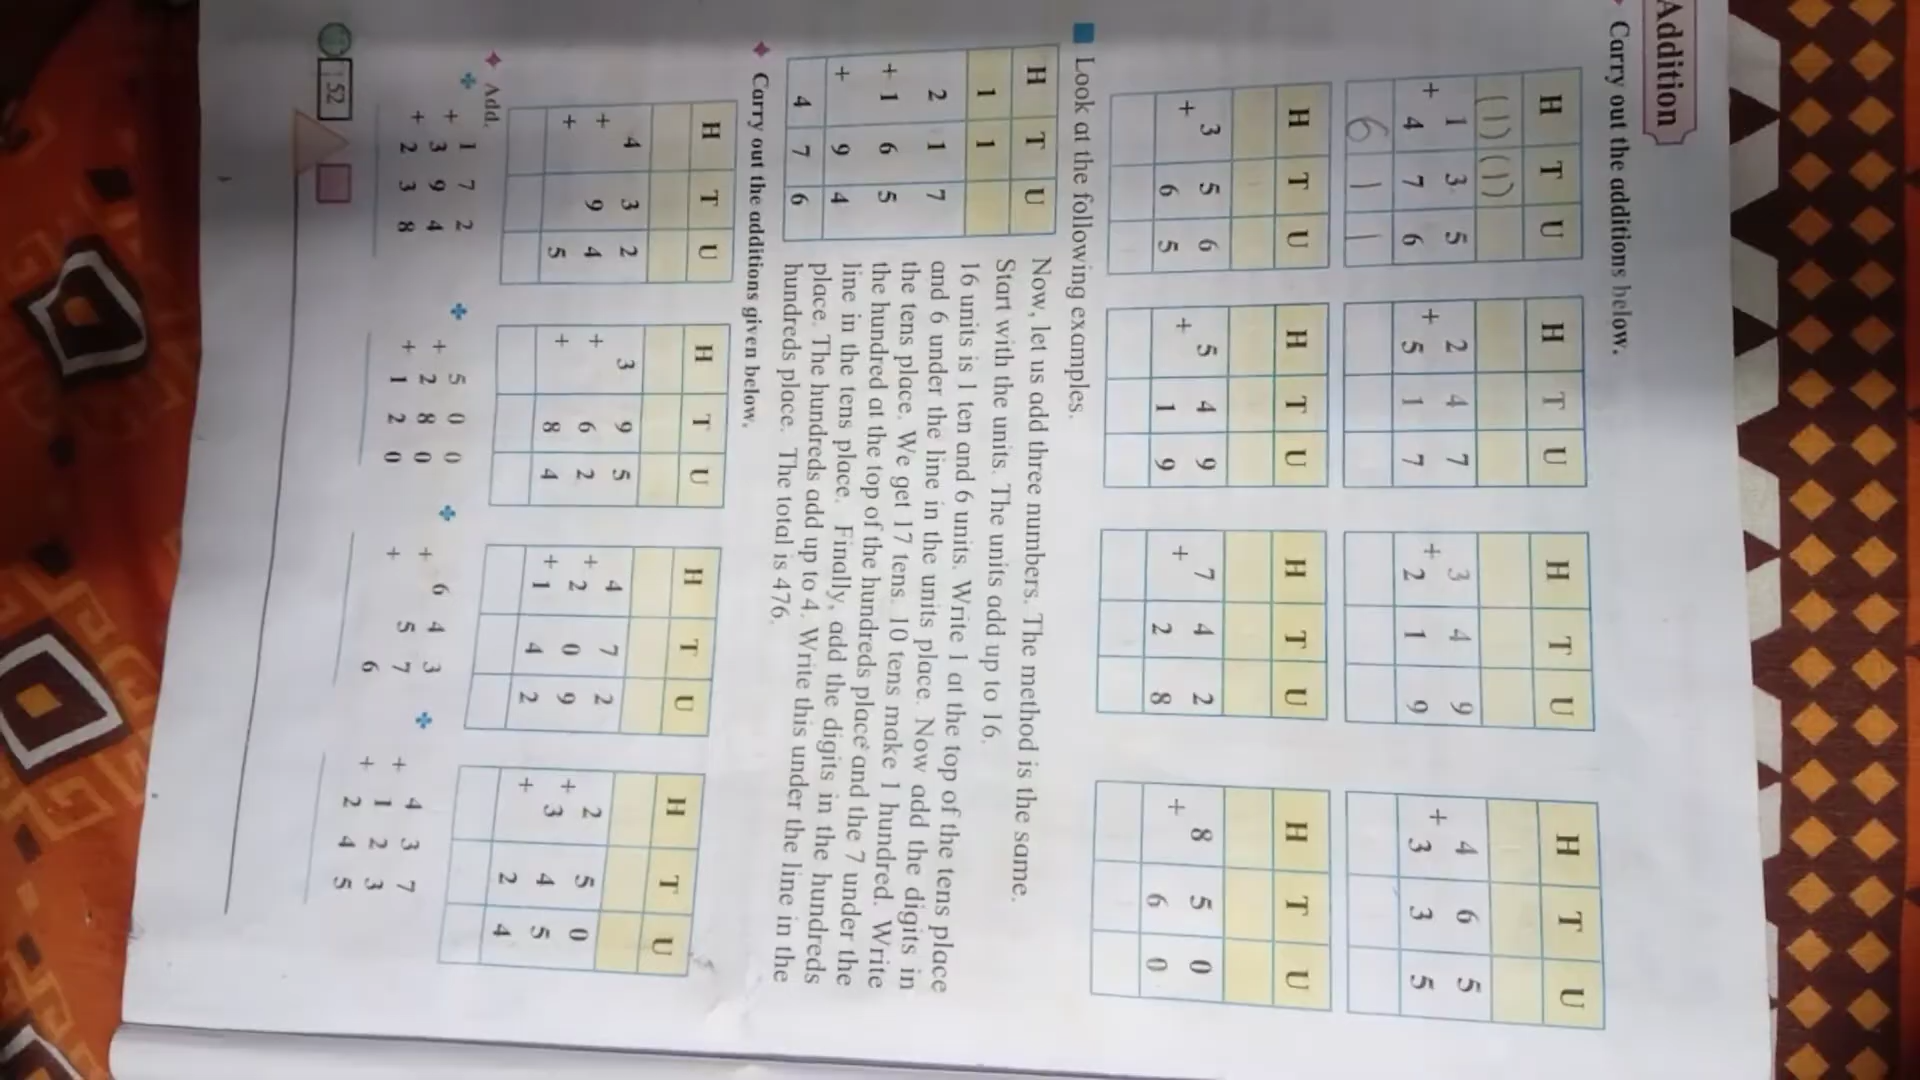 Addition
Carry out the additions below.
H T U
(1) (1)
1 3 5
+ 4 7 6
6 1 1
H T U
2 4 7
+ 5 1 7
H T U
3 4 9
+ 2 1 9
H T U
4 6 5
+ 3 3 5
H T U
3 5 6
+ 6 5
H T U
5 4 9
+ 1 9
H T U
7 4 2
+ 2 8
H T U
8 5 0
+ 6 0
Look at the following examples.
H T U
1 1
2 1 7
+ 1 6 5
+ 9 4
4 7 6
Now, let us add three numbers. The method is the same.
Start with the units. The units add up to 16.
16 units is 1 ten and 6 units. Write 1 at the top of the tens place
and 6 under the line in the units place. Now add the digits in
the tens place. We get 17 tens. 10 tens make 1 hundred. Write
the hundred at the top of the hundreds place and the 7 under the
line in the tens place. Finally, add the digits in the hundreds
place. The hundreds add up to 4. Write this under the line in the
hundreds place. The total is 476.
Carry out the additions given below.
H T U
4 3 2
+ 9 4
+ 5
H T U
3 9 5
+ 6 2
+ 8 4
H T U
4 7 2
+ 2 0 9
+ 1 4 2
H T U
2 5 0
+ 3 4 5
+ 2 4
Add.
1 7 2
+ 3 9 4
+ 2 3 8
5 0 0
+ 2 8 0
+ 1 2 0
6 4 3
+ 5 7
+ 6
4 3 7
+ 1 2 3
+ 2 4 5
52